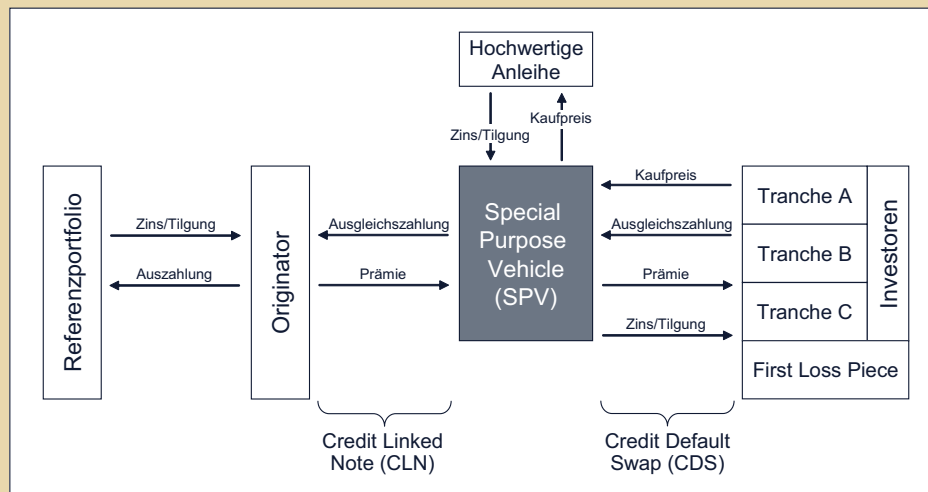 Hochwertige
Anleihe
Zins/Tilgung
Kaufpreis
Referenzportfolio
Zins/Tilgung
Auszahlung
Originator
Ausgleichszahlung
Prämie
Special
Purpose
Vehicle
(SPV)
Kaufpreis
Ausgleichszahlung
Prämie
Zins/Tilgung
Tranche A
Tranche B
Tranche C
Investoren
First Loss Piece
Credit Linked
Note (CLN)
Credit Default
Swap (CDS)